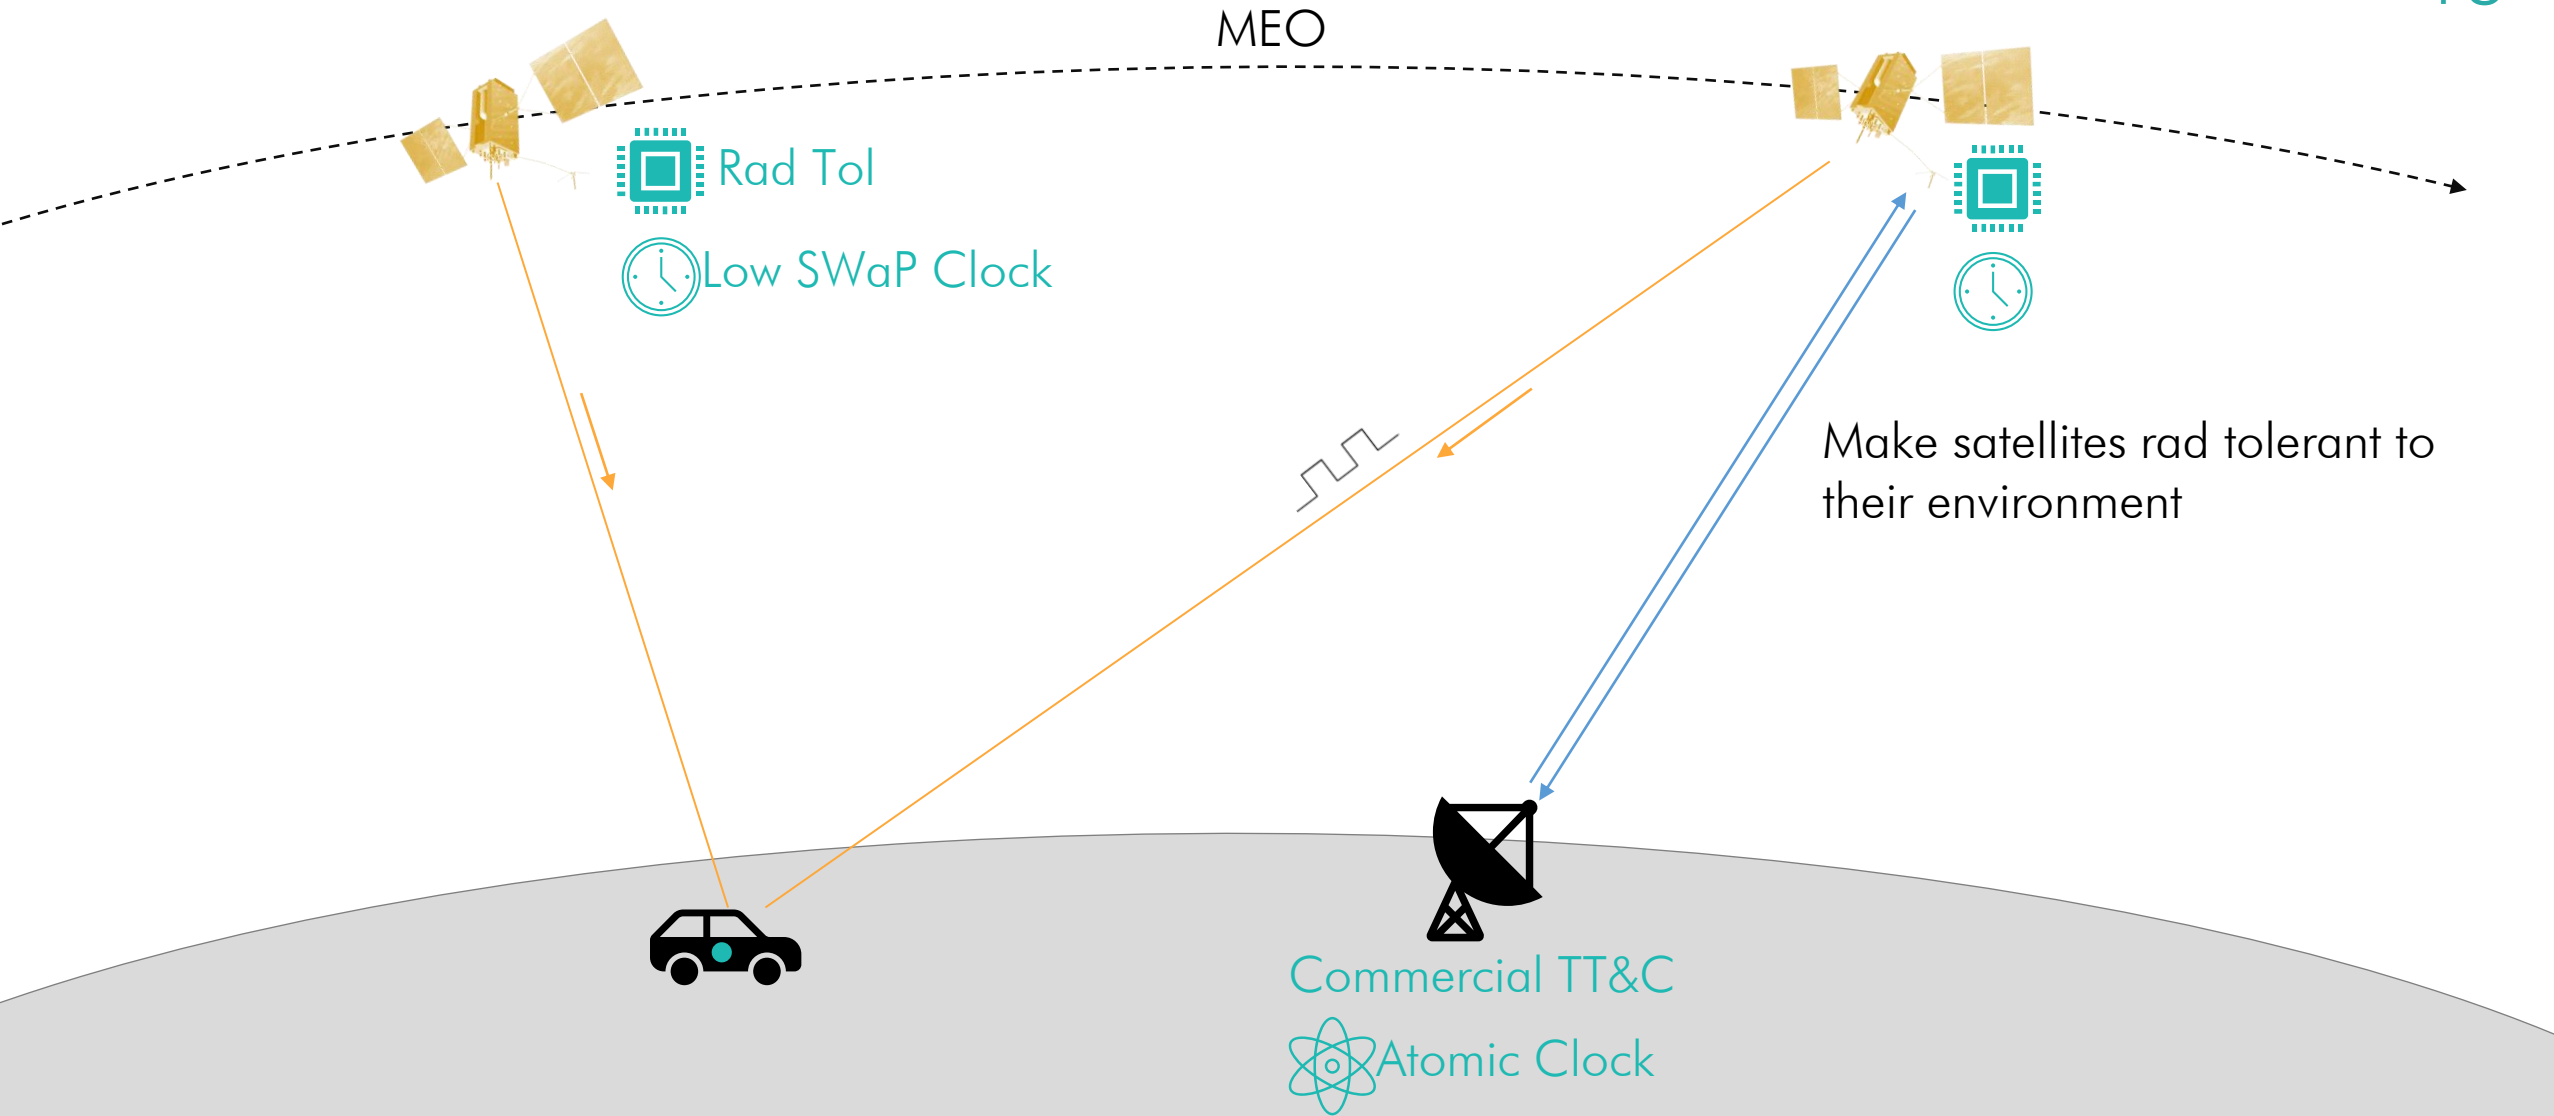 MEO
Rad Tol
Low SWaP Clock
Make satellites rad tolerant to
their environment
Commercial TT&C
Atomic Clock